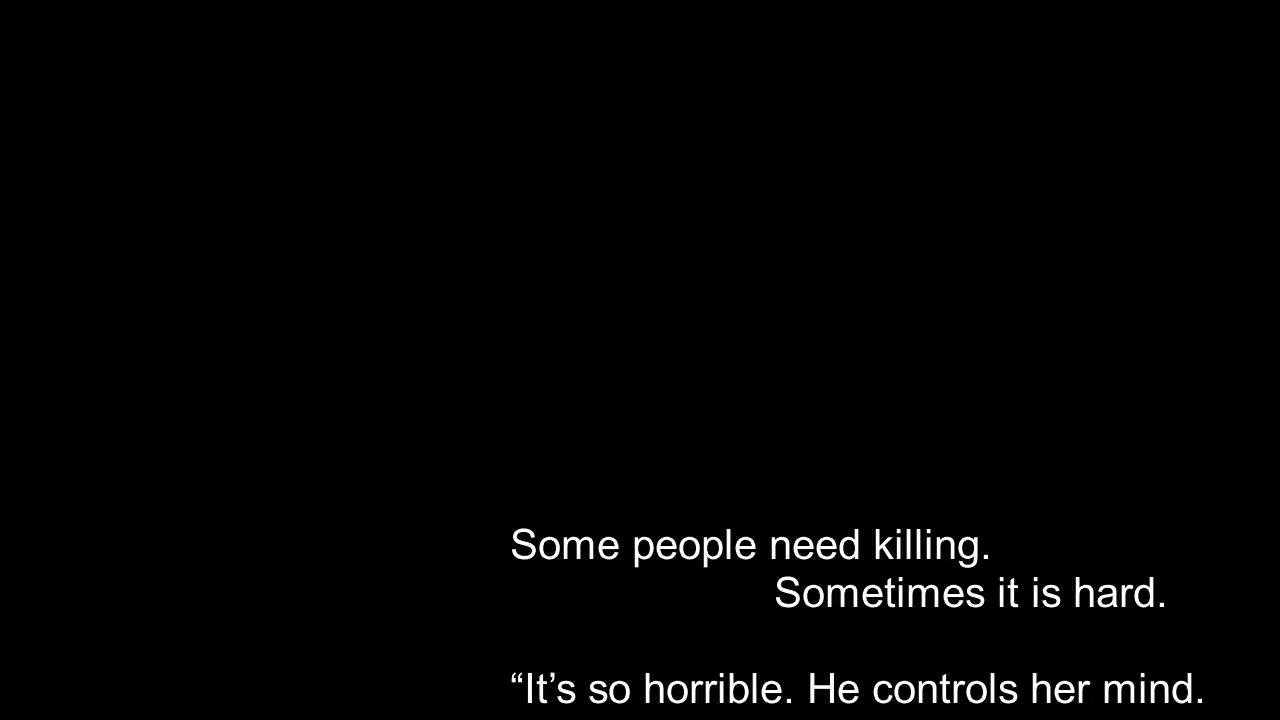 Some people need killing.
Sometimes it is hard.
“It’s so horrible. He controls her mind.